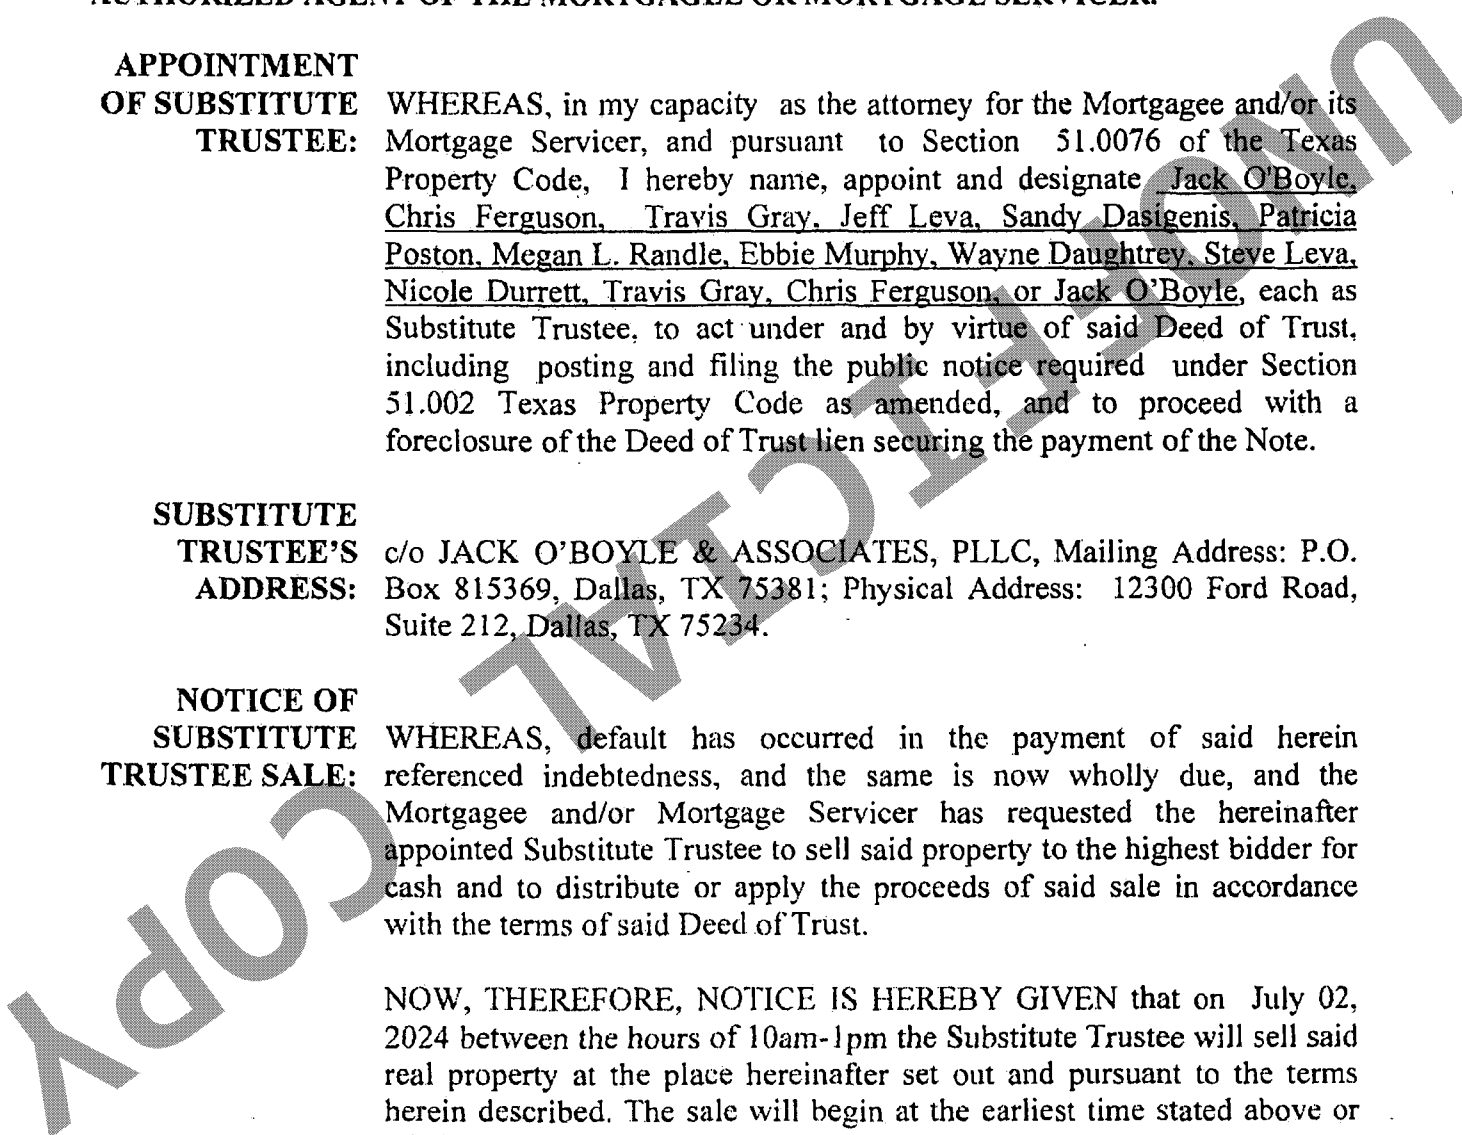 AUTHORIZED AGENT OF THE MORTGAGEE OR MORTGAGE SERVICER.
APPOINTMENT
OF SUBSTITUTE WHEREAS, in my capacity as the attorney for the Mortgagee and/or its
TRUSTEE: Mortgage Servicer, and pursuant to Section 51.0076 of the Texas
Property Code, I hereby name, appoint and designate Jack O'Boyle,
Chris Ferguson, Travis Gray, Jeff Leva, Sandy Dasigenis, Patricia
Poston, Megan L. Randle, Ebbie Murphy, Wayne Daughtrey, Steve Leva,
Nicole Durrett, Travis Gray, Chris Ferguson, or Jack O'Boyle, each as
Substitute Trustee, to act under and by virtue of said Deed of Trust,
including posting and filing the public notice required under Section
51.002 Texas Property Code as amended, and to proceed with a
foreclosure of the Deed of Trust lien securing the payment of the Note.
SUBSTITUTE
TRUSTEE'S c/o JACK O'BOYLE & ASSOCIATES, PLLC, Mailing Address: P.O.
ADDRESS: Box 815369, Dallas, TX 75381; Physical Address: 12300 Ford Road,
Suite 212, Dallas, TX 75234.
NOTICE OF
SUBSTITUTE WHEREAS, default has occurred in the payment of said herein
TRUSTEE SALE: referenced indebtedness, and the same is now wholly due, and the
Mortgagee and/or Mortgage Servicer has requested the hereinafter
appointed Substitute Trustee to sell said property to the highest bidder for
cash and to distribute or apply the proceeds of said sale in accordance
with the terms of said Deed of Trust.
NOW, THEREFORE, NOTICE IS HEREBY GIVEN that on July 02,
2024 between the hours of 10am-1pm the Substitute Trustee will sell said
real property at the place hereinafter set out and pursuant to the terms
herein described. The sale will begin at the earliest time stated above or
UNOFFICIAL COPY